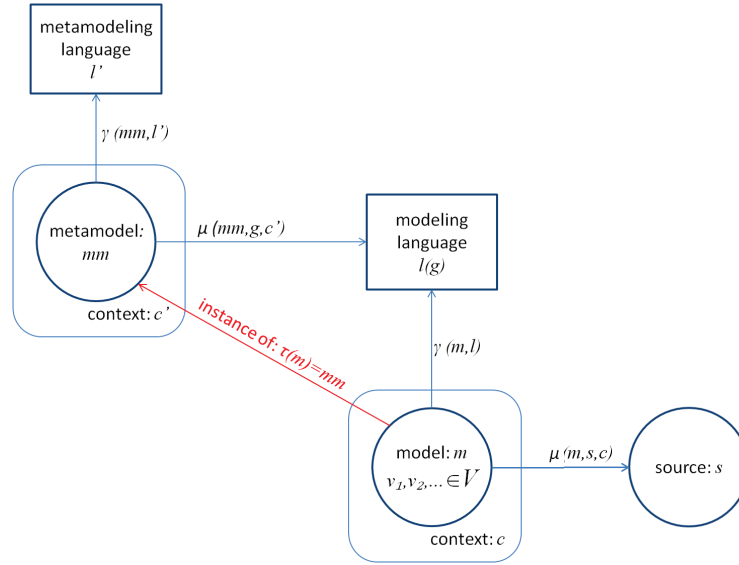 metamodeling
language
l’
γ (mm,l’)
metamodel:
mm
μ (mm,g,c’)
modeling
language
l(g)
context: c’
instance of: τ(m)=mm
γ (m,l)
model: m
v₁,v₂,... ∈ V
μ (m,s,c)
source: s
context: c